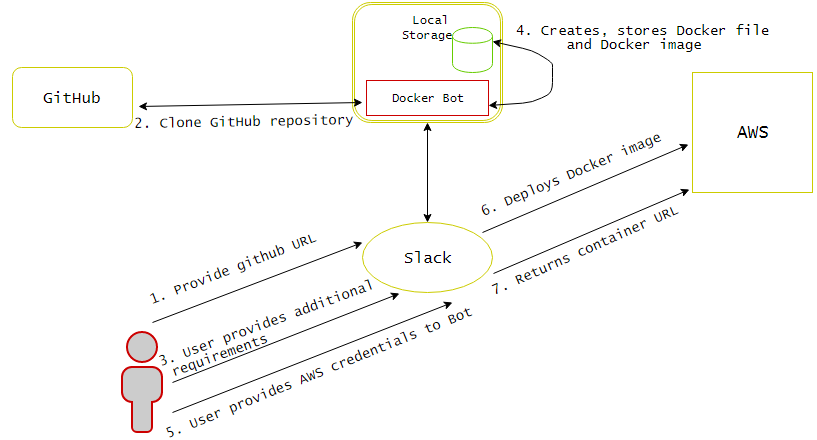 Local
Storage
4. Creates, stores Docker file
and Docker image
GitHub
Docker Bot
2. Clone GitHub repository
AWS
6. Deploys Docker image
1. Provide github URL
Slack
7. Returns container URL
3. User provides additional
requirements
5. User provides AWS credentials to Bot